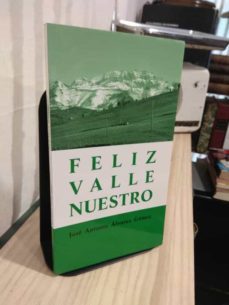 FELIZ
VALLE
NUESTRO
José Antonio Álvarez Gómez